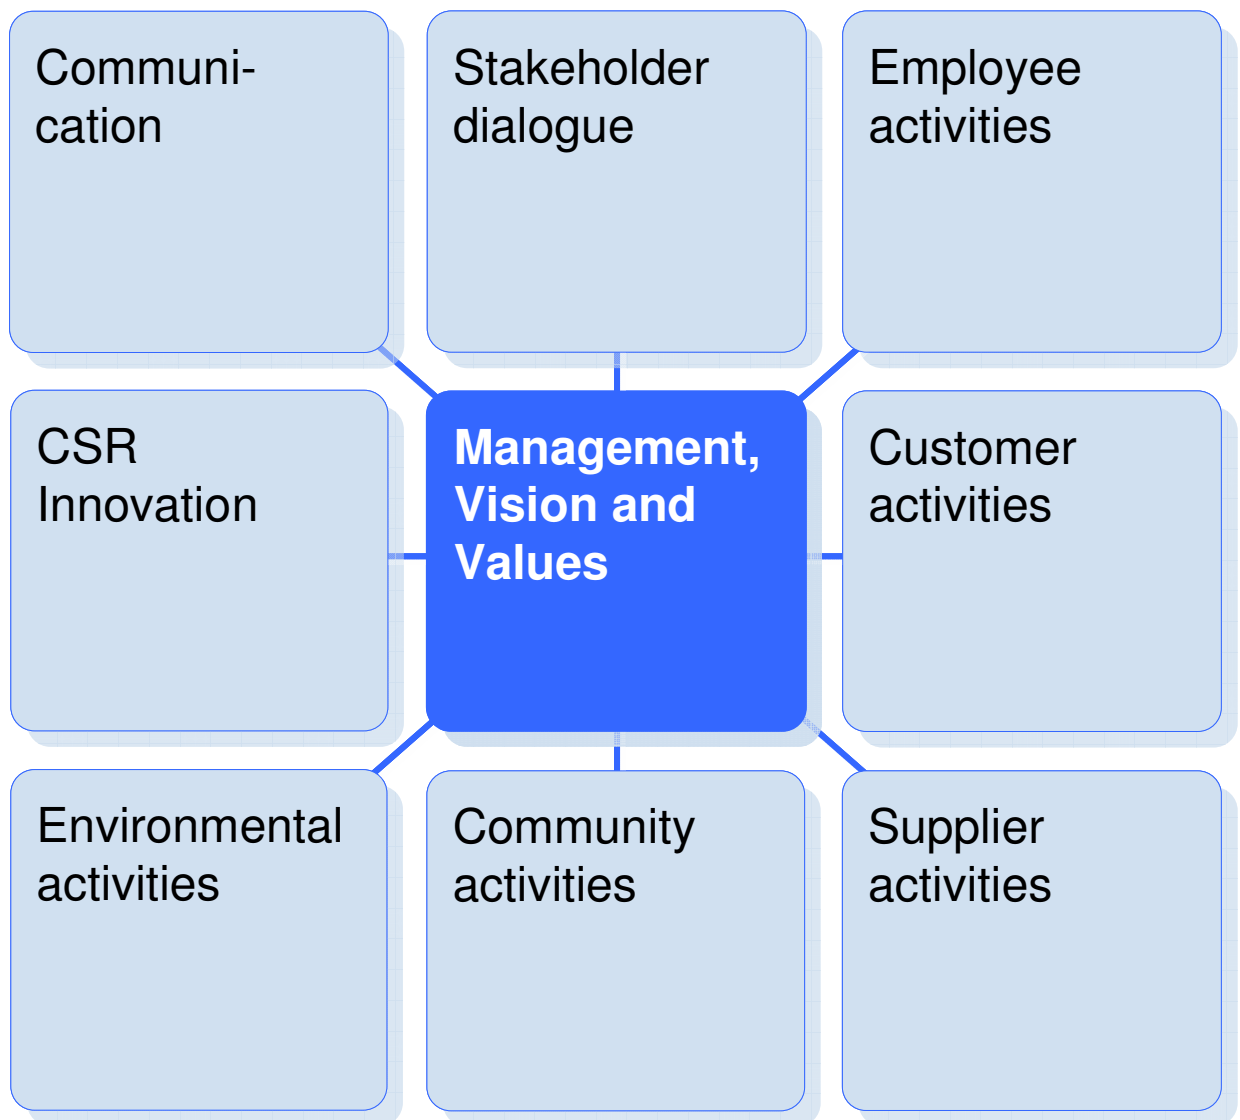 Communi-
cation
Stakeholder
dialogue
Employee
activities
CSR
Innovation
Management,
Vision and
Values
Customer
activities
Environmental
activities
Community
activities
Supplier
activities